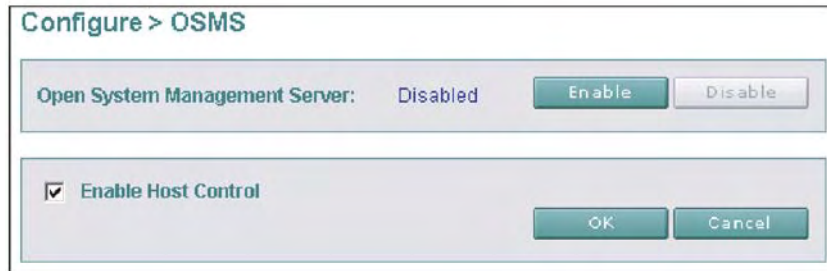 Configure > OSMS
Open System Management Server: Disabled Enable Disable
Enable Host Control
OK Cancel